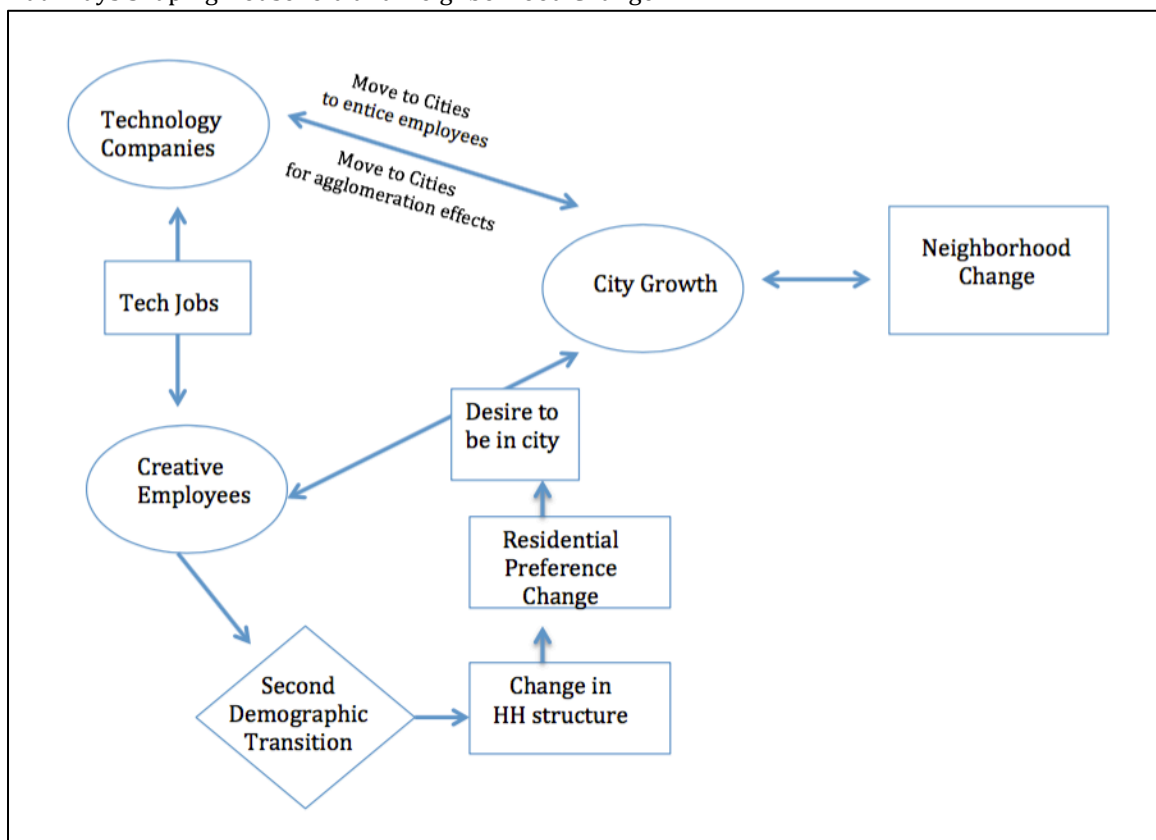 Move to Cities
to entice employees
Technology
Companies
Move to Cities
for agglomeration effects
Neighborhood
Change
City Growth
Tech Jobs
Desire to
be in city
Creative
Employees
Residential
Preference
Change
Second
Demographic
Transition
Change in
HH structure